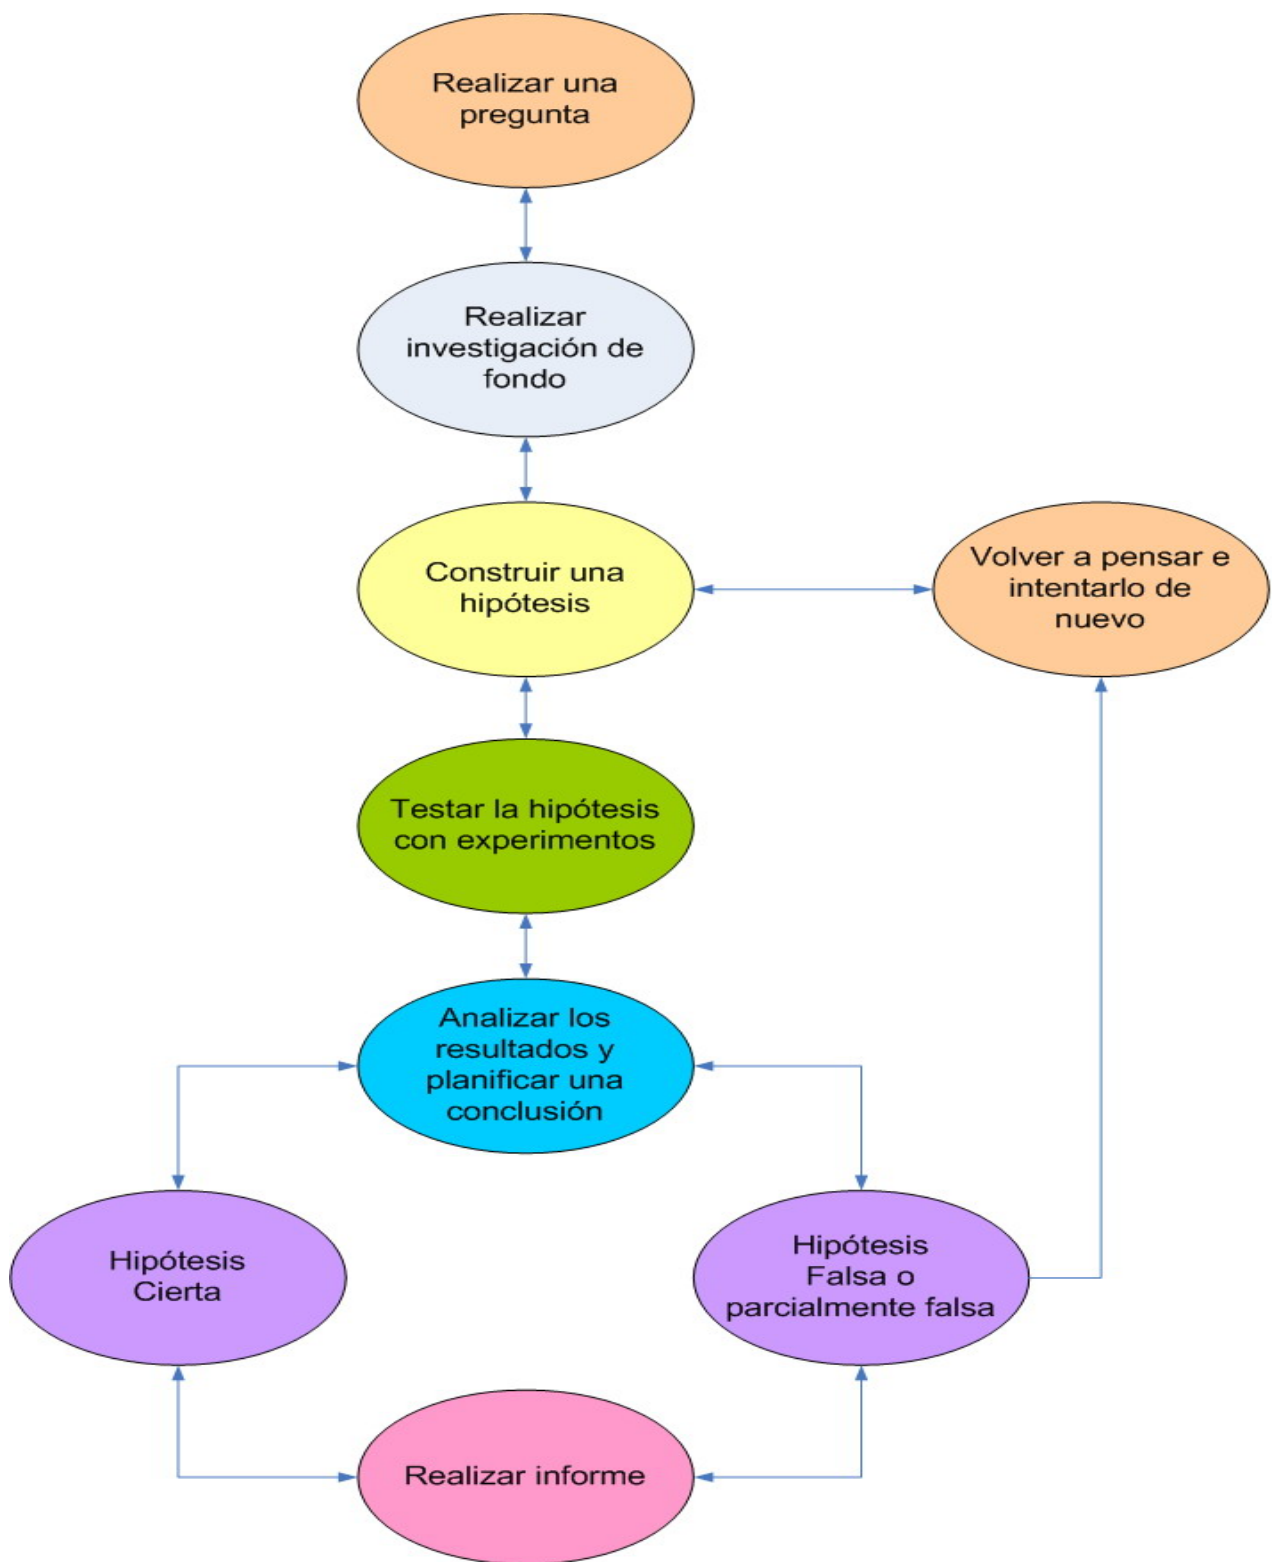 Realizar una
pregunta
Realizar
investigación de
fondo
Construir una
hipótesis
Volver a pensar e
intentarlo de
nuevo
Testar la hipótesis
con experimentos
Analizar los
resultados y
planificar una
conclusión
Hipótesis
Cierta
Hipótesis
Falsa o
parcialmente falsa
Realizar informe